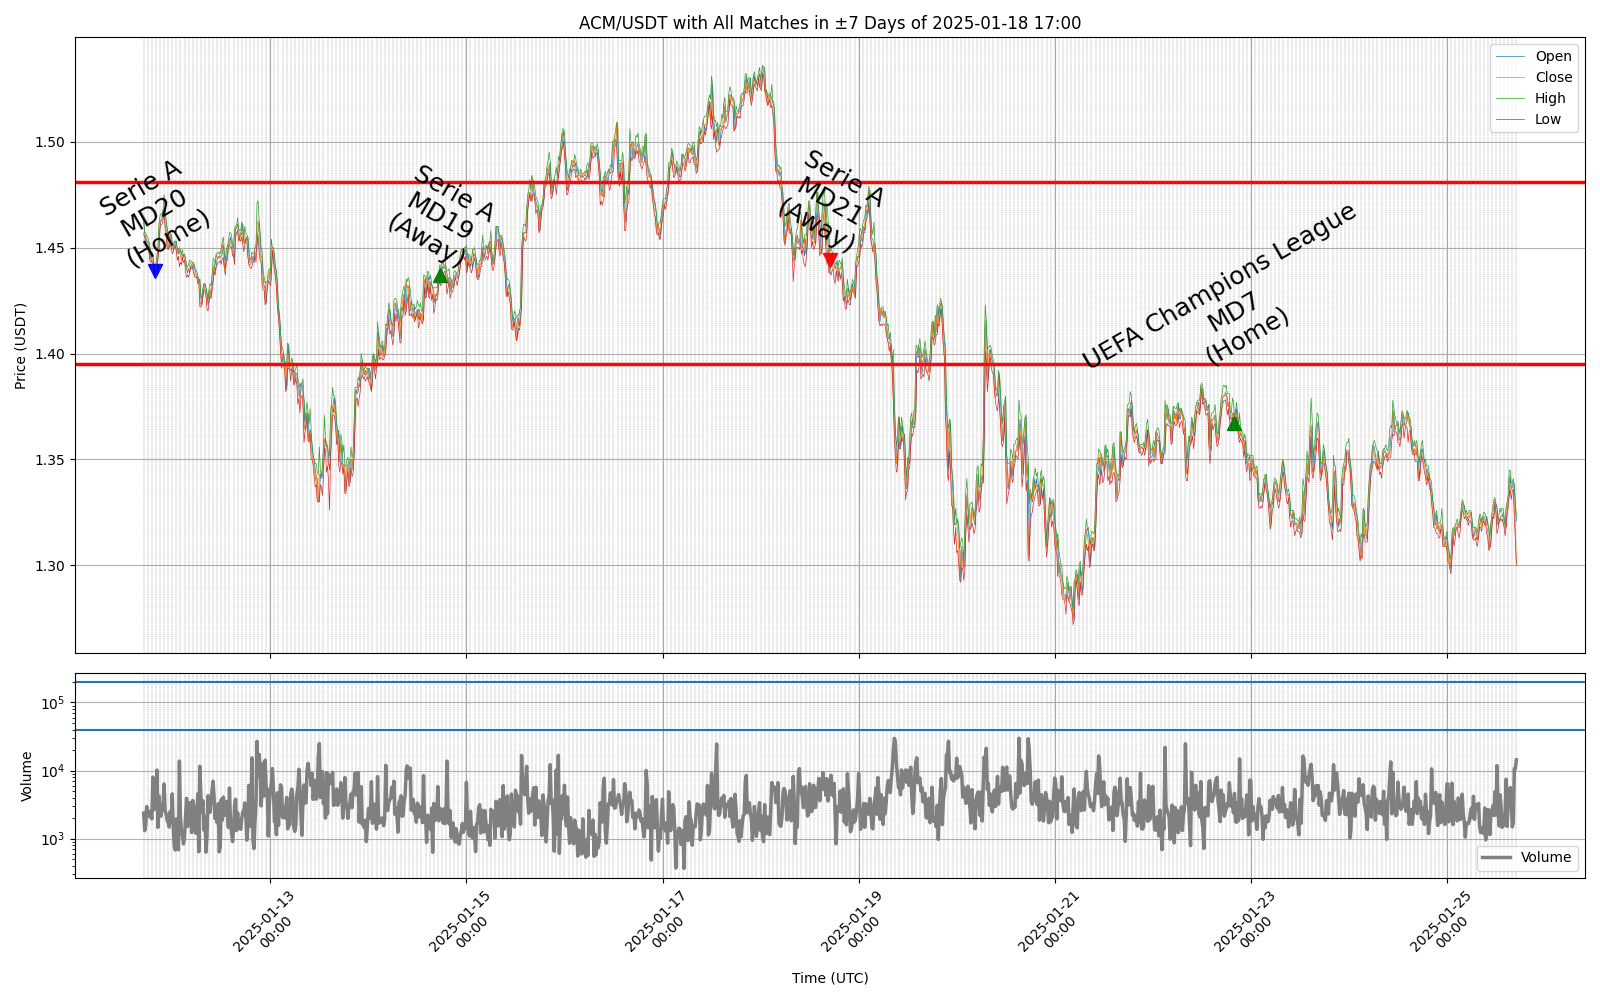 ACM/USDT with All Matches in ±7 Days of 2025-01-18 17:00
Open
Close
High
Low
Price (USDT)
1.50
1.45
1.40
1.35
1.30
Serie A
MD20
(Home)
Serie A
MD19
(Away)
Serie A
MD21
(Away)
UEFA Champions League
MD7
(Home)
Volume
10^5
10^4
10^3
Volume
2025-01-13
00:00
2025-01-15
00:00
2025-01-17
00:00
2025-01-19
00:00
2025-01-21
00:00
2025-01-23
00:00
2025-01-25
00:00
Time (UTC)